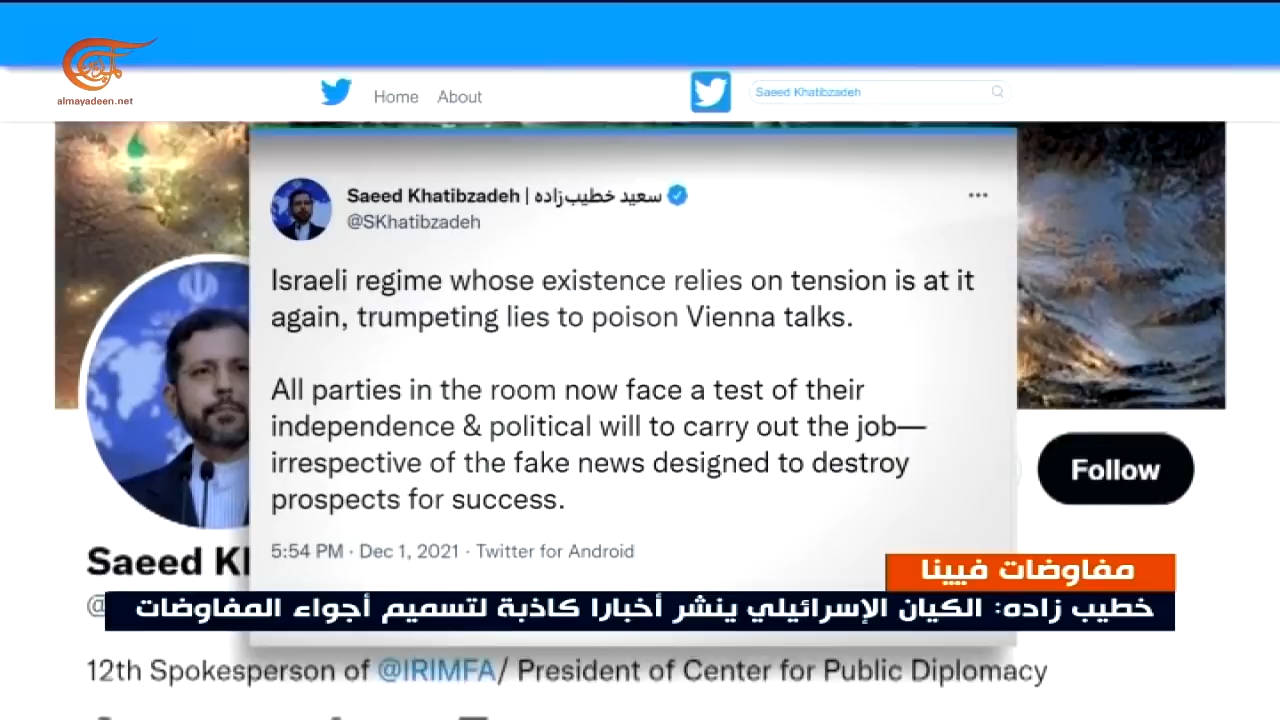 almayadeen.net
Home About
Saeed Khatibzadeh
Saeed Khatibzadeh | سعید خطیب‌زاده
@SKhatibzadeh
Israeli regime whose existence relies on tension is at it
again, trumpeting lies to poison Vienna talks.
All parties in the room now face a test of their
independence & political will to carry out the job—
irrespective of the fake news designed to destroy
prospects for success.
5:54 PM · Dec 1, 2021 · Twitter for Android
Follow
Saeed
@
مفاوضات فيينا
خطيب زاده: الكيان الإسرائيلي ينشر أخبارا كاذبة لتسميم أجواء المفاوضات
12th Spokesperson of @IRIMFA/ President of Center for Public Diplomacy